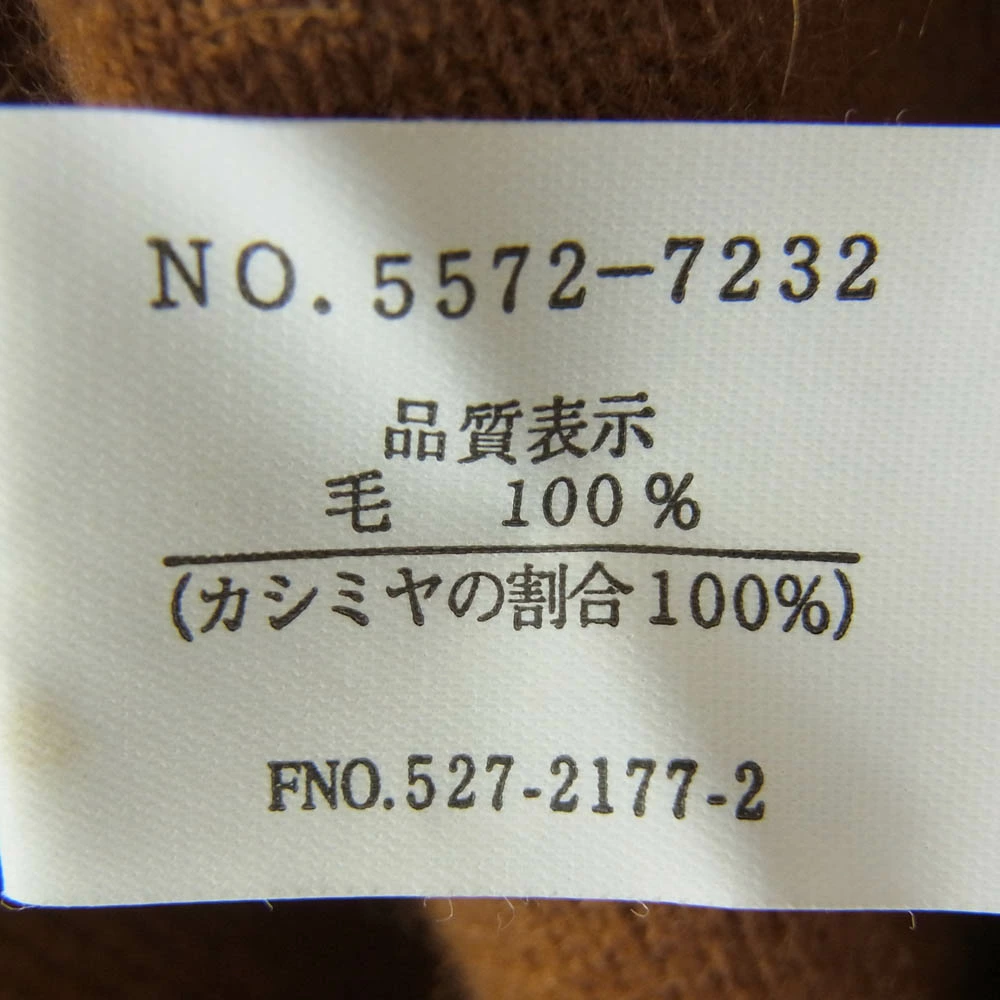 NO. 5572-7232
品質表示
毛 100%
(カシミヤの割合100%)
FNO.527-2177-2